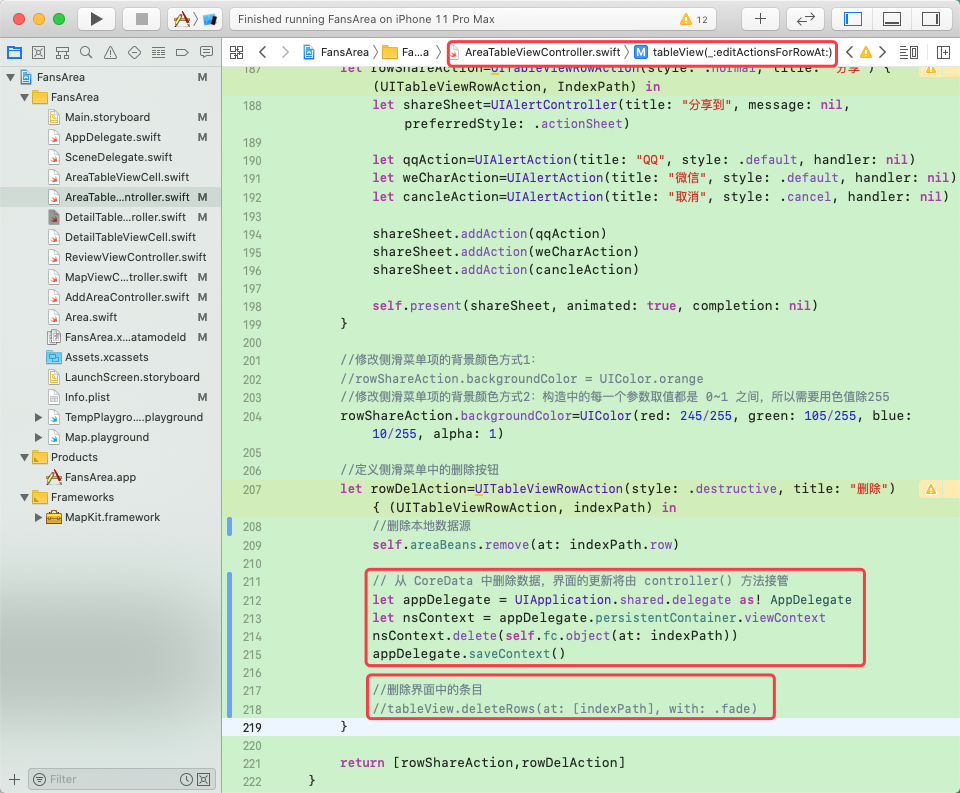 Finished running FansArea on iPhone 11 Pro Max
12
FansArea
Fa...a
AreaTableViewController.swift
M
tableView(_:editActionsForRowAt:)
FansArea M
FansArea
Main.storyboard M
AppDelegate.swift M
SceneDelegate.swift
AreaTableViewCell.swift
AreaTable...ntroller.swift M
DetailTable...roller.swift M
DetailTableViewCell.swift
ReviewViewController.swift
MapViewC...troller.swift M
AddAreaController.swift M
Area.swift M
FansArea.x...atamodeld M
Assets.xcassets
LaunchScreen.storyboard
Info.plist M
TempPlaygro....playground
Map.playground
Products
FansArea.app
Frameworks
MapKit.framework
Filter
187 let rowShareAction=UITableViewRowAction(style: .normal, title: "分享") {
(UITableViewRowAction, IndexPath) in
188 let shareSheet=UIAlertController(title: "分享到", message: nil,
preferredStyle: .actionSheet)
189
190 let qqAction=UIAlertAction(title: "QQ", style: .default, handler: nil)
191 let weCharAction=UIAlertAction(title: "微信", style: .default, handler: nil)
192 let cancleAction=UIAlertAction(title: "取消", style: .cancel, handler: nil)
193
194 shareSheet.addAction(qqAction)
195 shareSheet.addAction(weCharAction)
196 shareSheet.addAction(cancleAction)
197
198 self.present(shareSheet, animated: true, completion: nil)
199 }
200
201 //修改侧滑菜单项的背景颜色方式1:
202 //rowShareAction.backgroundColor = UIColor.orange
203 //修改侧滑菜单项的背景颜色方式2: 构造中的每一个参数取值都是 0~1 之间，所以需要用色值除255
204 rowShareAction.backgroundColor=UIColor(red: 245/255, green: 105/255, blue:
10/255, alpha: 1)
205
206 //定义侧滑菜单中的删除按钮
207 let rowDelAction=UITableViewRowAction(style: .destructive, title: "删除")
{ (UITableViewRowAction, indexPath) in
208 //删除本地数据源
209 self.areaBeans.remove(at: indexPath.row)
210
211 // 从 CoreData 中删除数据，界面的更新将由 controller() 方法接管
212 let appDelegate = UIApplication.shared.delegate as! AppDelegate
213 let nsContext = appDelegate.persistentContainer.viewContext
214 nsContext.delete(self.fc.object(at: indexPath))
215 appDelegate.saveContext()
216
217 //删除界面中的条目
218 //tableView.deleteRows(at: [indexPath], with: .fade)
219 }
220
221 return [rowShareAction,rowDelAction]
222 }